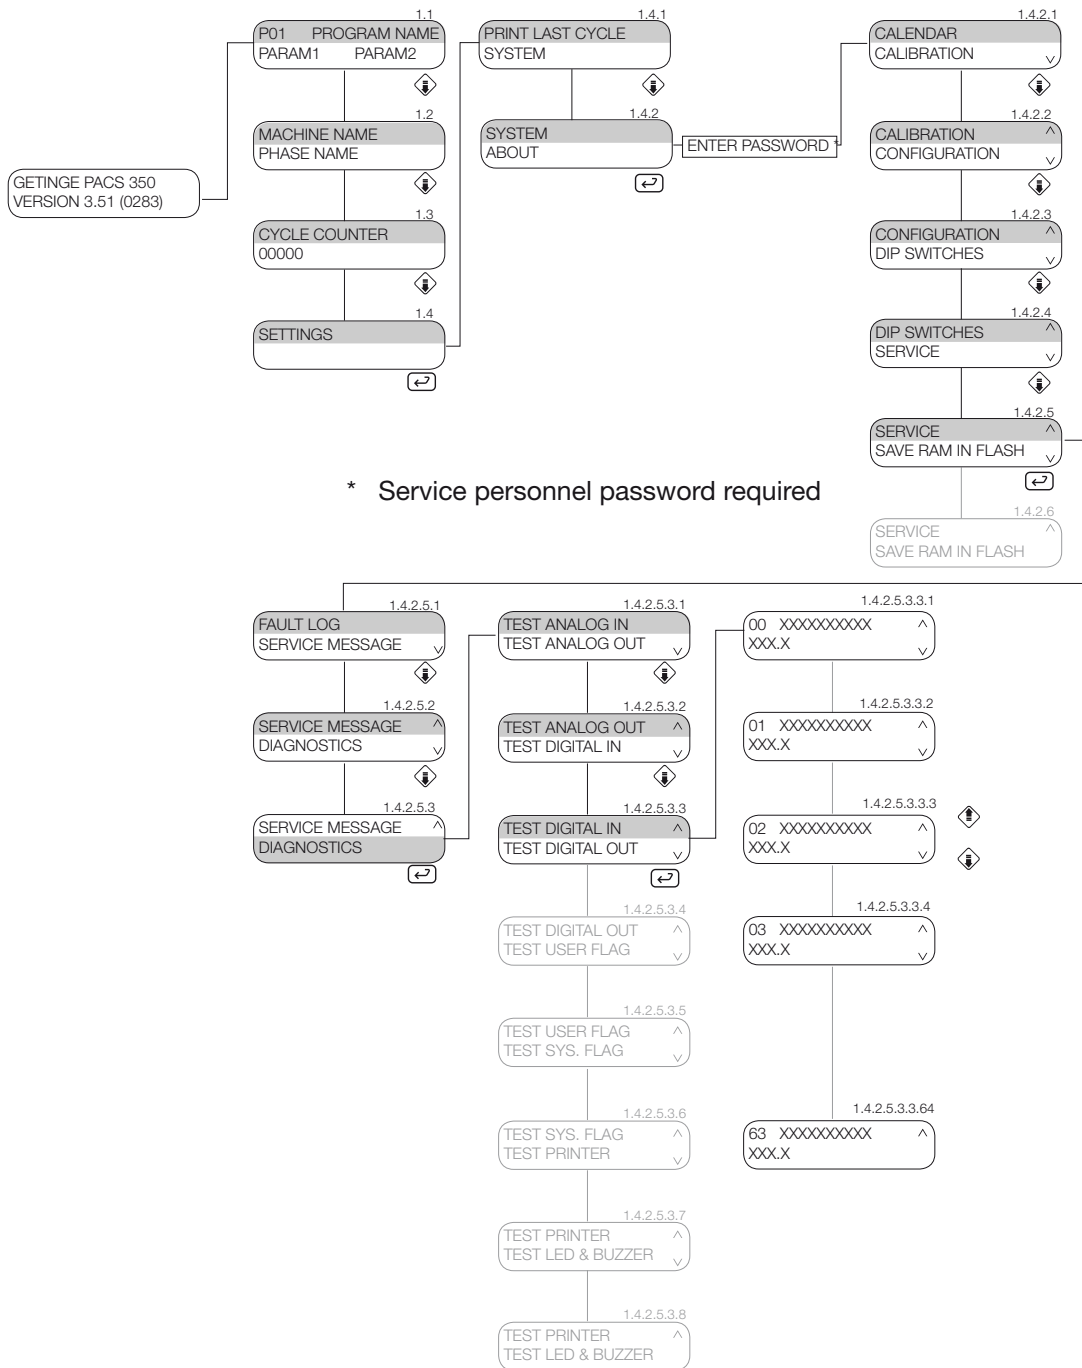 GETINGE PACS 350
VERSION 3.51 (0283)
1.1
P01 PROGRAM NAME
PARAM1 PARAM2
1.2
MACHINE NAME
PHASE NAME
1.3
CYCLE COUNTER
00000
1.4
SETTINGS
1.4.1
PRINT LAST CYCLE
SYSTEM
1.4.2
SYSTEM
ABOUT
ENTER PASSWORD *
1.4.2.1
CALENDAR
CALIBRATION
1.4.2.2
CALIBRATION
CONFIGURATION
1.4.2.3
CONFIGURATION
DIP SWITCHES
1.4.2.4
DIP SWITCHES
SERVICE
1.4.2.5
SERVICE
SAVE RAM IN FLASH
1.4.2.6
SERVICE
SAVE RAM IN FLASH
* Service personnel password required
1.4.2.5.1
FAULT LOG
SERVICE MESSAGE
1.4.2.5.2
SERVICE MESSAGE
DIAGNOSTICS
1.4.2.5.3
SERVICE MESSAGE
DIAGNOSTICS
1.4.2.5.3.1
TEST ANALOG IN
TEST ANALOG OUT
1.4.2.5.3.2
TEST ANALOG OUT
TEST DIGITAL IN
1.4.2.5.3.3
TEST DIGITAL IN
TEST DIGITAL OUT
1.4.2.5.3.4
TEST DIGITAL OUT
TEST USER FLAG
1.4.2.5.3.5
TEST USER FLAG
TEST SYS. FLAG
1.4.2.5.3.6
TEST SYS. FLAG
TEST PRINTER
1.4.2.5.3.7
TEST PRINTER
TEST LED & BUZZER
1.4.2.5.3.8
TEST PRINTER
TEST LED & BUZZER
1.4.2.5.3.3.1
00 XXXXXXXXXX
XXX.X
1.4.2.5.3.3.2
01 XXXXXXXXXX
XXX.X
1.4.2.5.3.3.3
02 XXXXXXXXXX
XXX.X
1.4.2.5.3.3.4
03 XXXXXXXXXX
XXX.X
1.4.2.5.3.3.64
63 XXXXXXXXXX
XXX.X